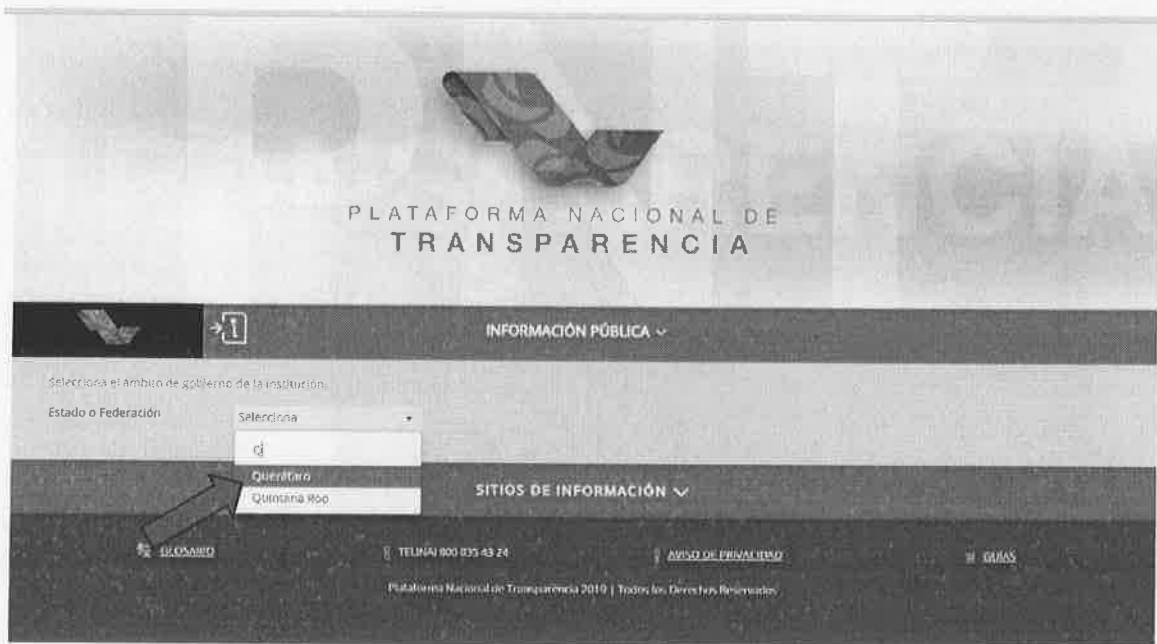 PLATAFORMA NACIONAL DE
TRANSPARENCIA
INFORMACIÓN PÚBLICA
Selecciona el ámbito de gobierno de la institución.
Estado o Federación
Selecciona
q
Querétaro
Quintana Roo
SITIOS DE INFORMACIÓN
GLOSARIO
TELINAI 800 835 43 24
AVISO DE PRIVACIDAD
GUÍAS
Plataforma Nacional de Transparencia 2019 | Todos los Derechos Reservados